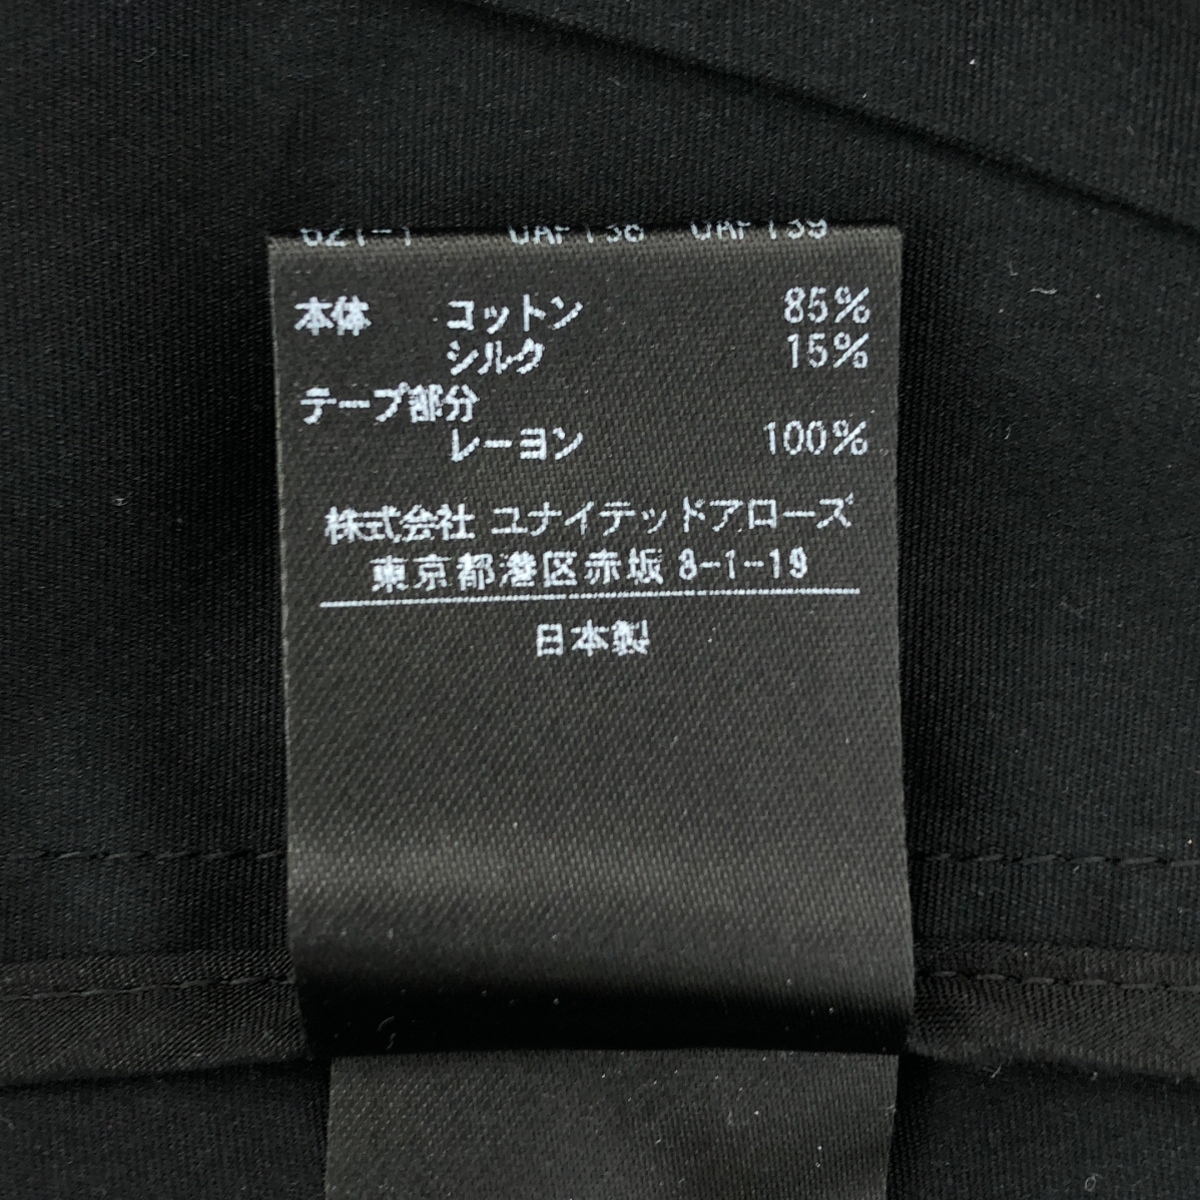 本体 コットン 85%
シルク 15%
テープ部分
レーヨン 100%
株式会社 ユナイテッドアローズ
東京都港区赤坂 8-1-19
日本製